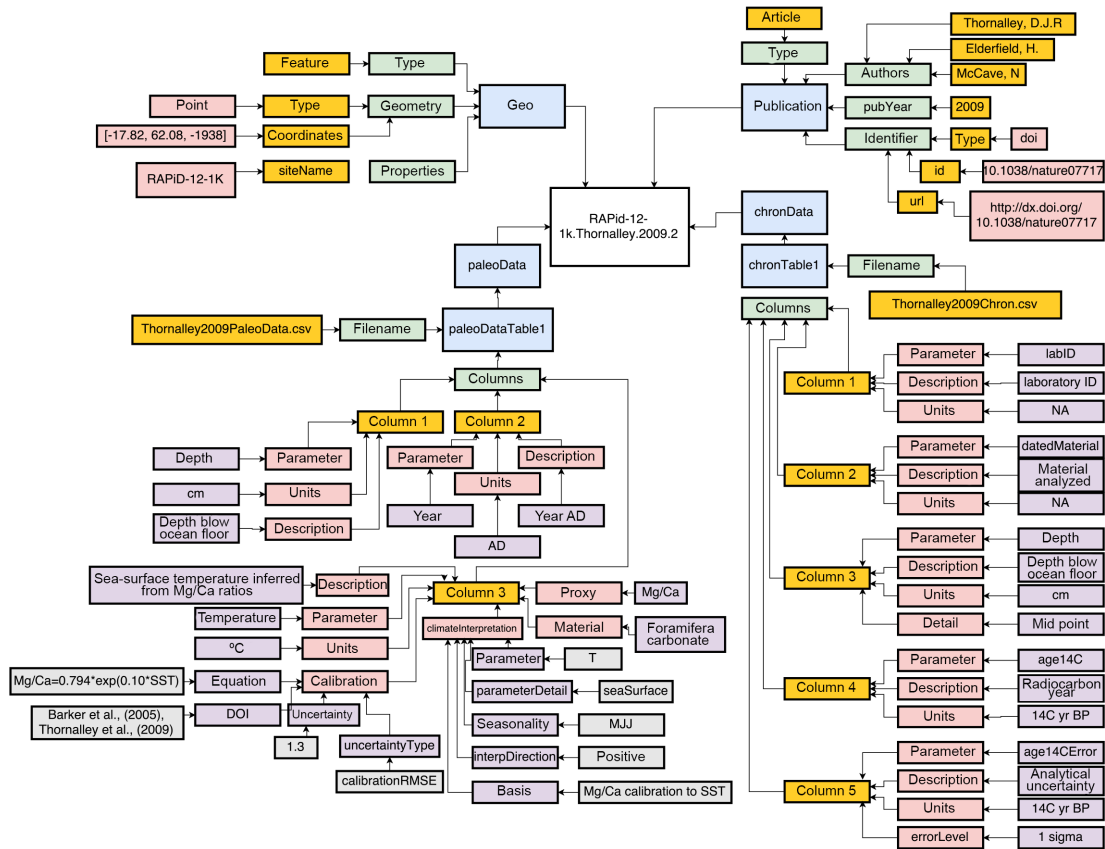 Article
Thornalley, D.J.R
Elderfield, H.
Type
Feature
Type
Authors
McCave, N
Geo
Publication
Point
Type
Geometry
pubYear
2009
[-17.82, 62.08, -1938]
Coordinates
Identifier
Type
doi
RAPiD-12-1K
siteName
Properties
id
10.1038/nature07717
url
http://dx.doi.org/
10.1038/nature07717
RAPid-12-
1k.Thornalley.2009.2
chronData
paleoData
chronTable1
Filename
Thornalley2009Chron.csv
Thornalley2009PaleoData.csv
Filename
paleoDataTable1
Columns
Columns
Column 1
Column 2
Depth
Parameter
Parameter
Description
cm
Units
Units
Year
Year AD
Depth blow
ocean floor
Description
AD
Sea-surface temperature inferred
from Mg/Ca ratios
Description
Column 3
Proxy
Mg/Ca
Temperature
Parameter
climateInterpretation
Material
Foramifera
carbonate
ºC
Units
Parameter
T
Mg/Ca=0.794*exp(0.10*SST)
Equation
Calibration
parameterDetail
seaSurface
Barker et al., (2005),
Thornalley et al., (2009)
DOI
Uncertainty
Seasonality
MJJ
1.3
uncertaintyType
interpDirection
Positive
calibrationRMSE
Basis
Mg/Ca calibration to SST
Column 1
Parameter
labID
Description
laboratory ID
Units
NA
Column 2
Parameter
datedMaterial
Description
Material
analyzed
Units
NA
Column 3
Parameter
Depth
Description
Depth blow
ocean floor
Units
cm
Detail
Mid point
Column 4
Parameter
age14C
Description
Radiocarbon
year
Units
14C yr BP
Column 5
Parameter
age14CError
Description
Analytical
uncertainty
Units
14C yr BP
errorLevel
1 sigma